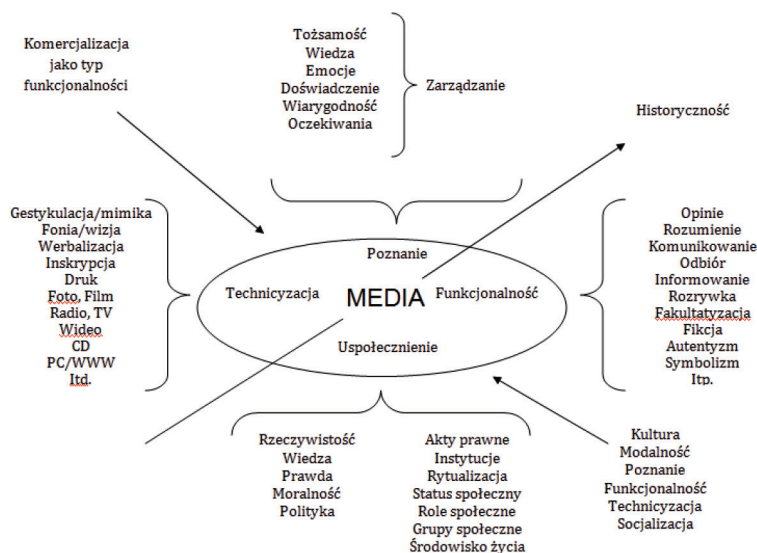 Komercjalizacja
jako typ
funkcjonalności
Tożsamość
Wiedza
Emocje
Doświadczenie
Wiarygodność
Oczekiwania
Zarządzanie
Historyczność
Gestykulacja/mimika
Fonia/wizja
Werbalizacja
Inskrypcja
Druk
Foto, Film
Radio, TV
Wideo
CD
PC/WWW
Itd.
Poznanie
Technicyzacja
MEDIA
Funkcjonalność
Uspołecznienie
Opinie
Rozumienie
Komunikowanie
Odbiór
Informowanie
Rozrywka
Fakultatyzacja
Fikcja
Autentyzm
Symbolizm
Itp.
Rzeczywistość
Wiedza
Prawda
Moralność
Polityka
Akty prawne
Instytucje
Rytualizacja
Status społeczny
Role społeczne
Grupy społeczne
Środowisko życia
Kultura
Modalność
Poznanie
Funkcjonalność
Technicyzacja
Socjalizacja